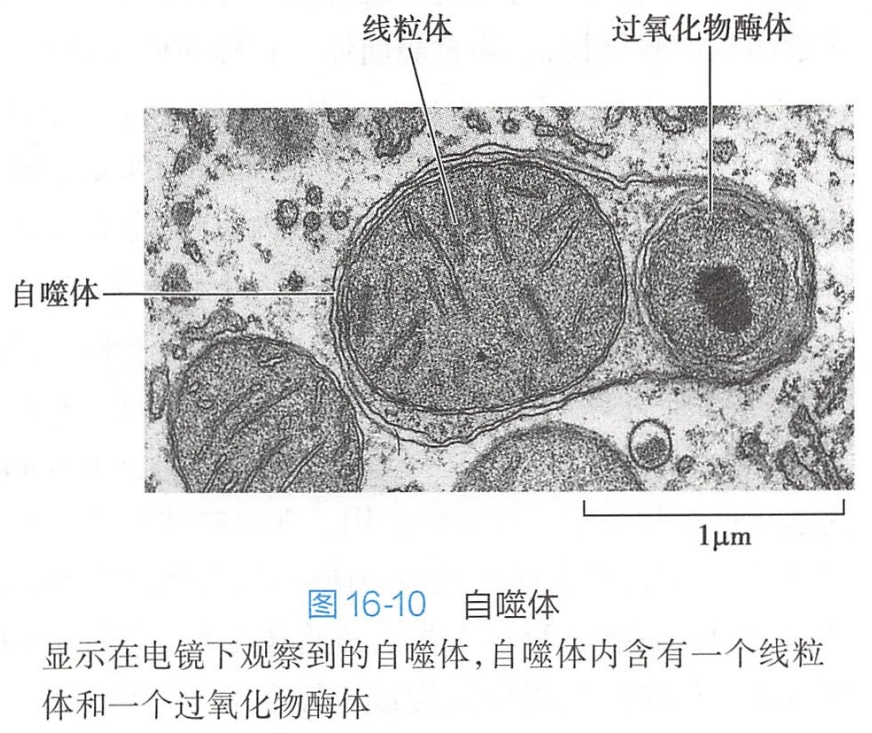 线粒体
过氧化物酶体
自噬体
1μm
图 16-10 自噬体
显示在电镜下观察到的自噬体,自噬体内含有一个线粒
体和一个过氧化物酶体